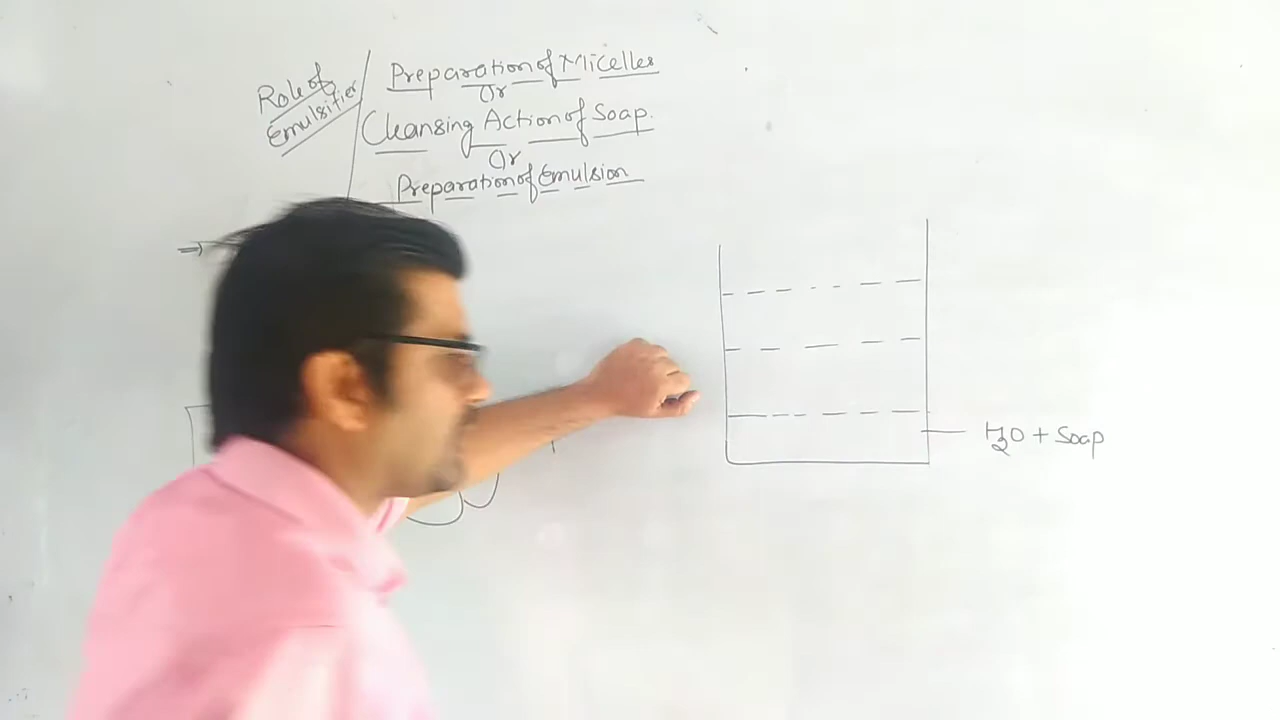 Role of
Emulsifier
Preparation of Micelles
Or
Cleansing Action of Soap.
Or
Preparation of Emulsion
⇒
H2O + Soap